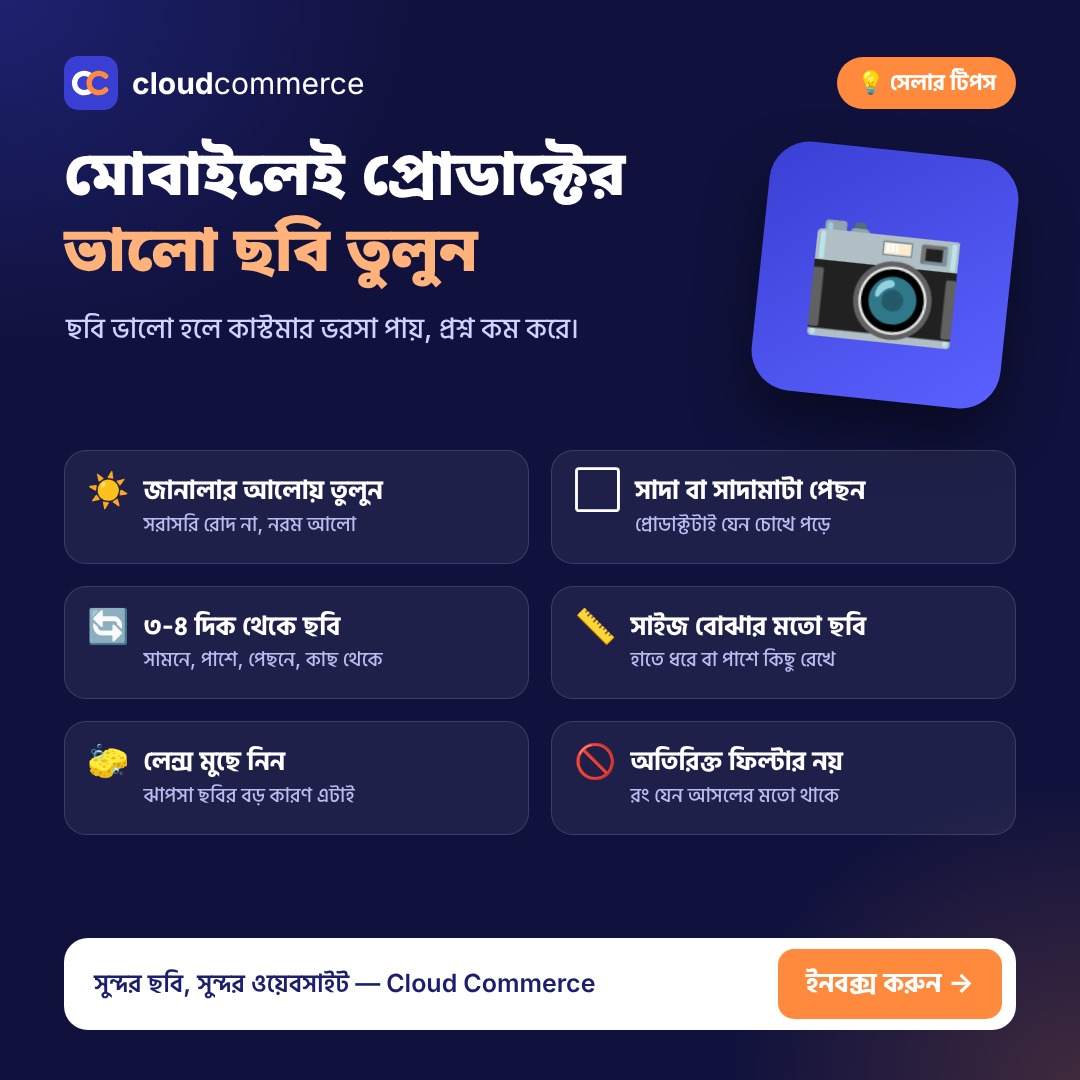 cloudcommerce
সেলার টিপস
মোবাইলেই প্রোডাক্টের
ভালো ছবি তুলুন
ছবি ভালো হলে কাস্টমার ভরসা পায়, প্রশ্ন কম করে।
জানালার আলোয় তুলুন
সরাসরি রোদ না, নরম আলো
সাদা বা সাদামাটা পেছন
প্রোডাক্টটাই যেন চোখে পড়ে
৩-৪ দিক থেকে ছবি
সামনে, পাশে, পেছনে, কাছ থেকে
সাইজ বোঝার মতো ছবি
হাতে ধরে বা পাশে কিছু রেখে
লেন্স মুছে নিন
ঝাপসা ছবির বড় কারণ এটাই
অতিরিক্ত ফিল্টার নয়
রং যেন আসলের মতো থাকে
সুন্দর ছবি, সুন্দর ওয়েবসাইট — Cloud Commerce
ইনবক্স করুন →